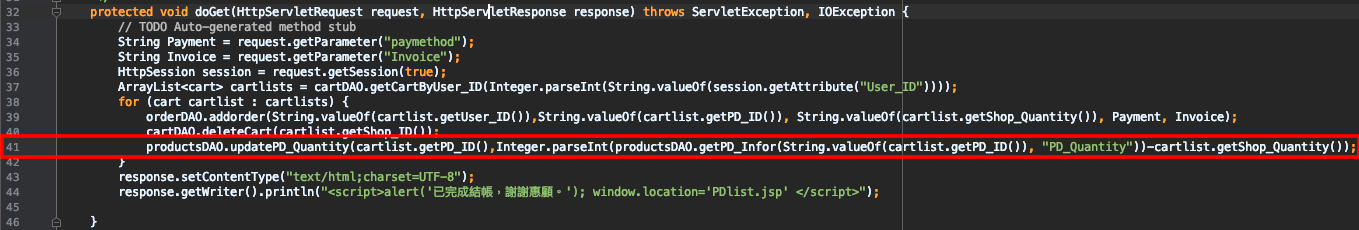 32 protected void doGet(HttpServletRequest request, HttpServletResponse response) throws ServletException, IOException {
33 // TODO Auto-generated method stub
34 String Payment = request.getParameter("paymethod");
35 String Invoice = request.getParameter("Invoice");
36 HttpSession session = request.getSession(true);
37 ArrayList<cart> cartlists = cartDAO.getCartByUser_ID(Integer.parseInt(String.valueOf(session.getAttribute("User_ID"))));
38 for (cart cartlist : cartlists) {
39 orderDAO.addorder(String.valueOf(cartlist.getUser_ID()),String.valueOf(cartlist.getPD_ID()), String.valueOf(cartlist.getShop_Quantity()), Payment, Invoice);
40 cartDAO.deleteCart(cartlist.getShop_ID());
41 productsDAO.updatePD_Quantity(cartlist.getPD_ID(),Integer.parseInt(productsDAO.getPD_Infor(String.valueOf(cartlist.getPD_ID()), "PD_Quantity"))-cartlist.getShop_Quantity());
42 }
43 response.setContentType("text/html;charset=UTF-8");
44 response.getWriter().println("<script>alert('已完成結帳，謝謝惠顧。'); window.location='PDlist.jsp' </script>");
45
46 }